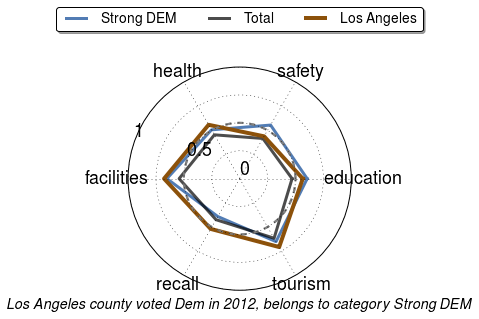 Strong DEM Total Los Angeles
health safety
1
0.5
0
facilities education
recall tourism
Los Angeles county voted Dem in 2012, belongs to category Strong DEM